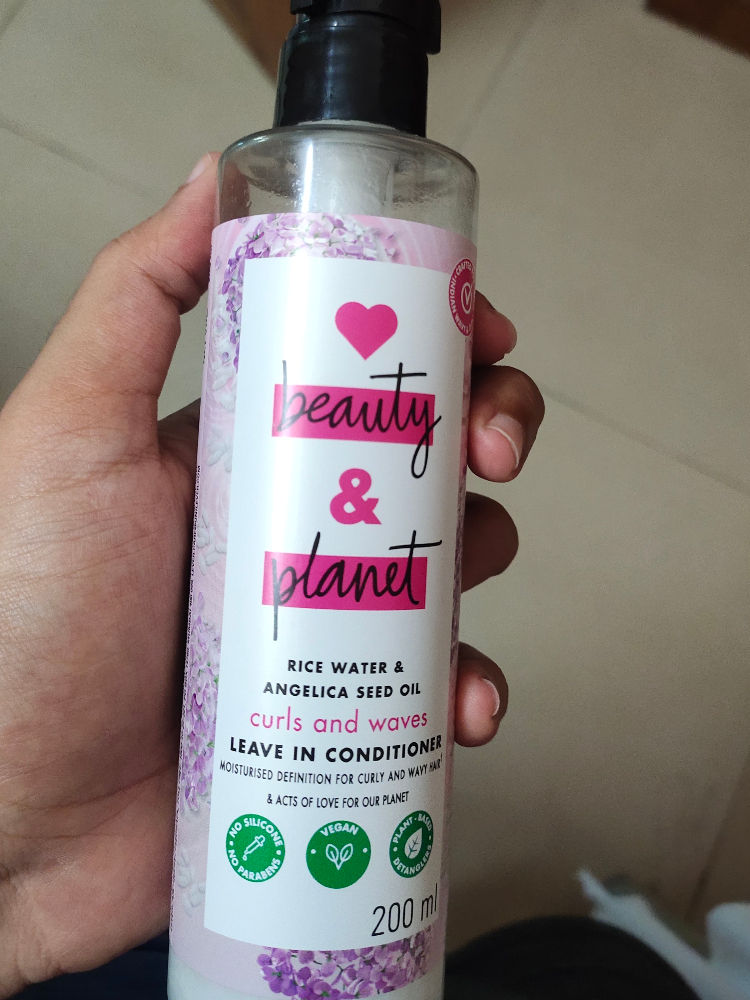 beauty
&
planet
RICE WATER &
ANGELICA SEED OIL
curls and waves
LEAVE IN CONDITIONER
MOISTURISED DEFINITION FOR CURLY AND WAVY HAIR
& ACTS OF LOVE FOR OUR PLANET
NO SILICONE
NO PARABENS
VEGAN
PLANT-BASED
DETANGLERS
200 ml